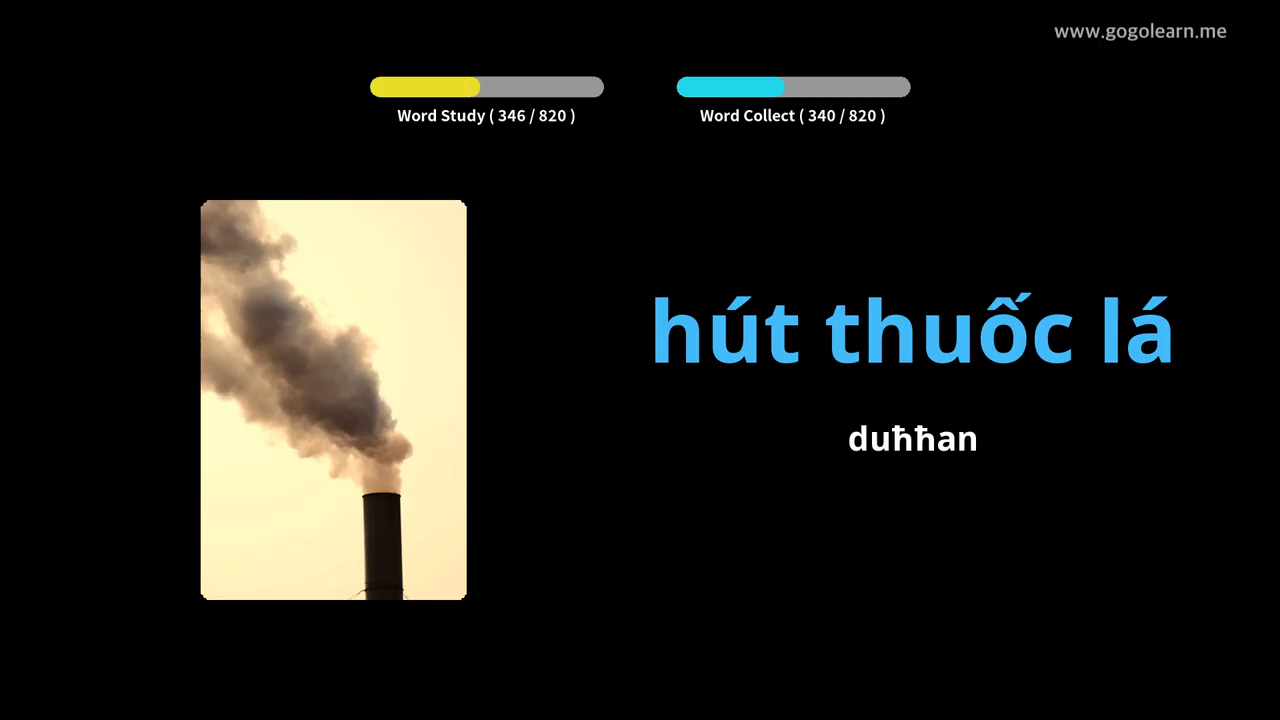 www.gogolearn.me
Word Study ( 346 / 820 )
Word Collect ( 340 / 820 )
hút thuốc lá
duħħan